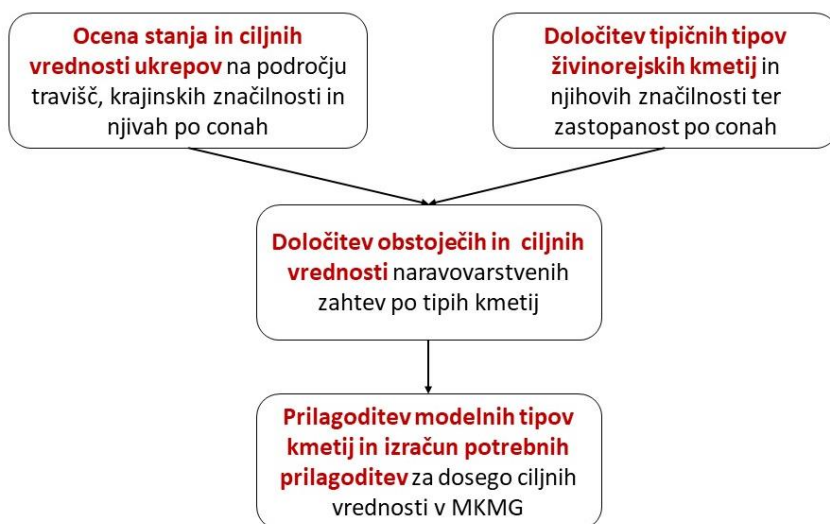 Ocena stanja in ciljnih
vrednosti ukrepov na področju
travišč, krajinskih značilnosti in
njivah po conah
Določitev tipičnih tipov
živinorejskih kmetij in
njihovih značilnosti ter
zastopanost po conah
Določitev obstoječih in ciljnih
vrednosti naravovarstvenih
zahtev po tipih kmetij
Prilagoditev modelnih tipov
kmetij in izračun potrebnih
prilagoditev za dosego ciljnih
vrednosti v MKMG